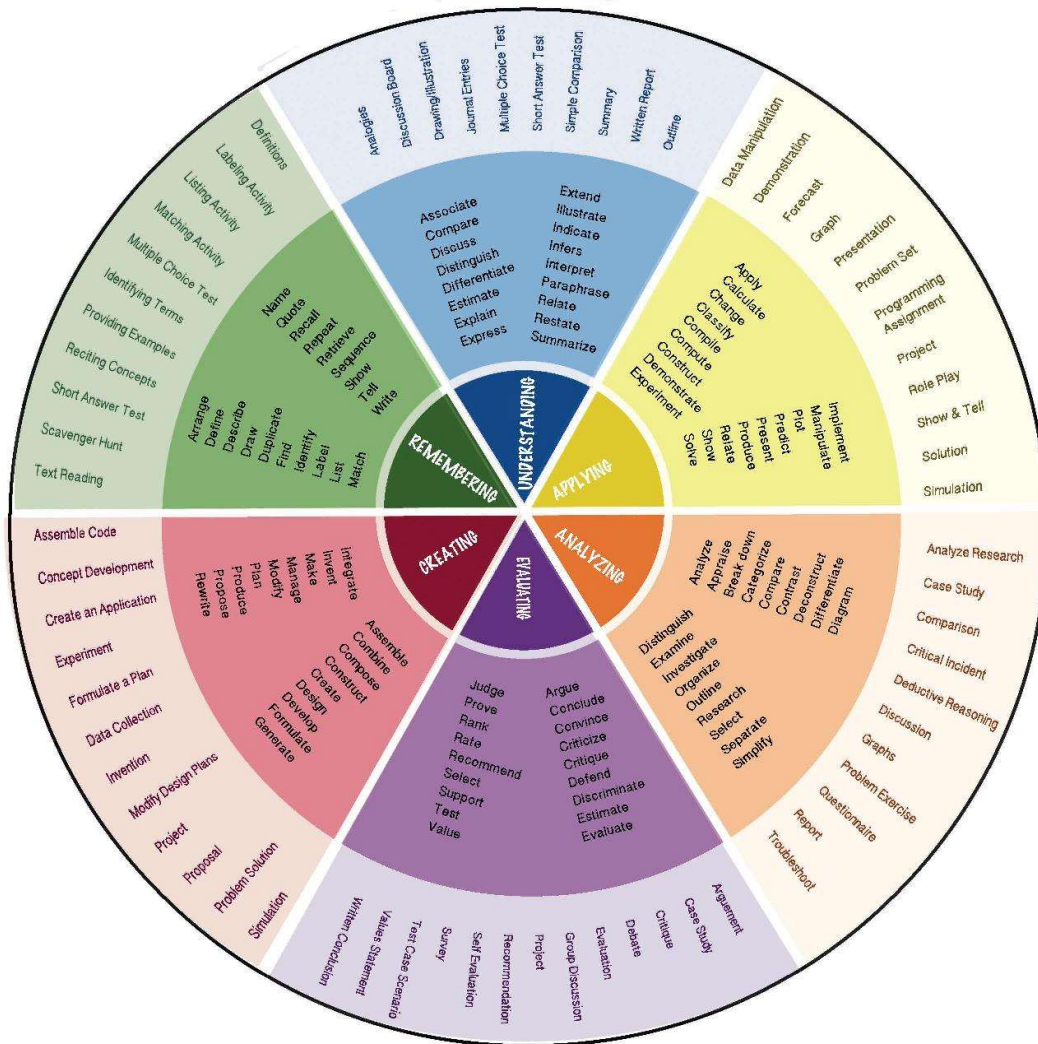 UNDERSTANDING
Associate
Compare
Discuss
Distinguish
Differentiate
Estimate
Explain
Express
Extend
Illustrate
Indicate
Infers
Interpret
Paraphrase
Relate
Restate
Summarize
Analogies
Discussion Board
Drawing/Illustration
Journal Entries
Multiple Choice Test
Short Answer Test
Simple Comparison
Summary
Written Report
Outline
APPLYING
Apply
Calculate
Change
Classify
Compile
Compute
Construct
Demonstrate
Experiment
Implement
Manipulate
Plot
Predict
Present
Produce
Relate
Show
Solve
Data Manipulation
Demonstration
Forecast
Graph
Presentation
Problem Set
Programming
Assignment
Project
Role Play
Show & Tell
Solution
Simulation
ANALYZING
Analyze
Appraise
Break down
Categorize
Compare
Contrast
Deconstruct
Differentiate
Diagram
Distinguish
Examine
Investigate
Organize
Outline
Research
Select
Separate
Simplify
Analyze Research
Case Study
Comparison
Critical Incident
Deductive Reasoning
Discussion
Graphs
Problem Exercise
Questionnaire
Report
Troubleshoot
EVALUATING
Argue
Conclude
Convince
Criticize
Critique
Defend
Discriminate
Estimate
Evaluate
Judge
Prove
Rank
Rate
Recommend
Select
Support
Test
Value
Arguement
Case Study
Critique
Debate
Evaluation
Group Discussion
Project
Recommendation
Self Evaluation
Survey
Test Case Scenario
Values Statement
Written Conclusion
CREATING
Assemble
Combine
Compose
Construct
Create
Design
Develop
Formulate
Generate
Integrate
Invent
Make
Manage
Modify
Plan
Produce
Propose
Rewrite
Assemble Code
Concept Development
Create an Application
Experiment
Formulate a Plan
Data Collection
Invention
Modify Design Plans
Project
Proposal
Problem Solution
Simulation
REMEMBERING
Arrange
Define
Describe
Draw
Duplicate
Find
Identify
Label
List
Match
Name
Quote
Recall
Repeat
Retrieve
Sequence
Show
Tell
Write
Definitions
Labeling Activity
Listing Activity
Matching Activity
Multiple Choice Test
Identifying Terms
Providing Examples
Reciting Concepts
Short Answer Test
Scavenger Hunt
Text Reading